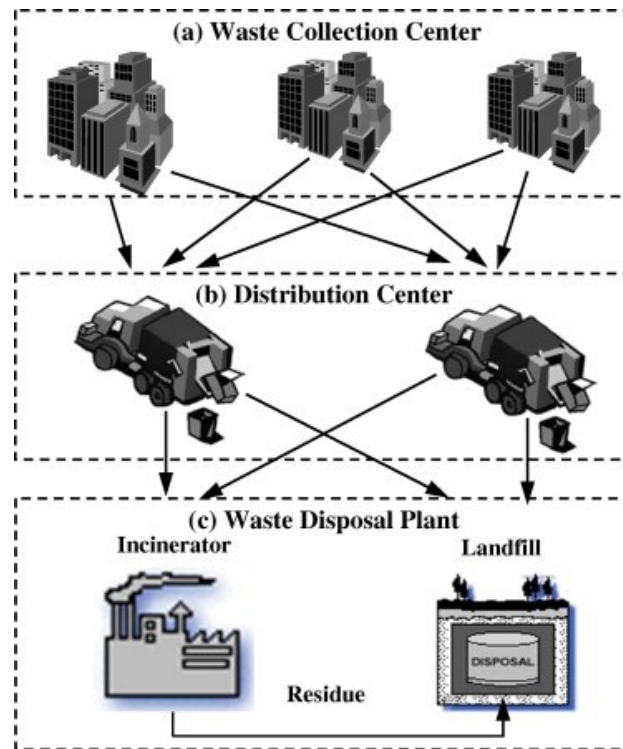 (a) Waste Collection Center
(b) Distribution Center
(c) Waste Disposal Plant
Incinerator
Landfill
DISPOSAL
Residue